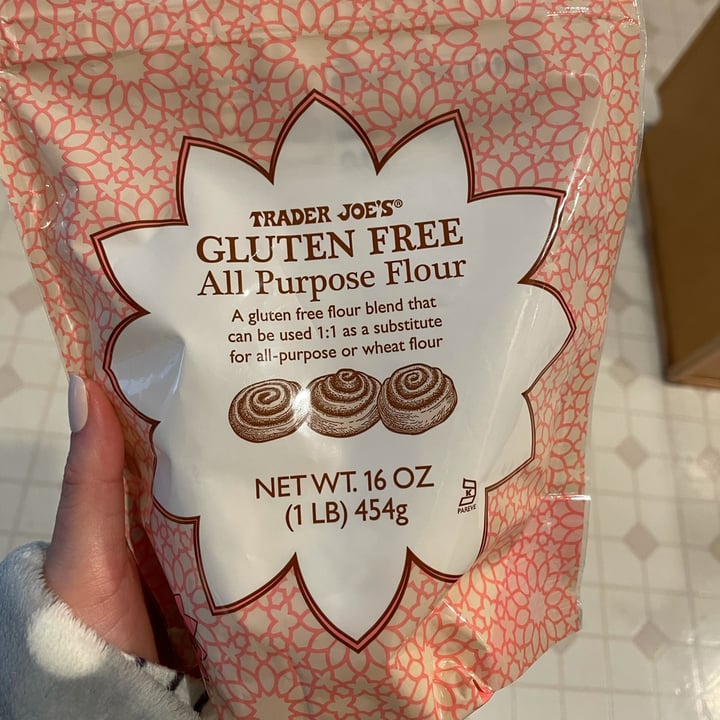 TRADER JOE'S®
GLUTEN FREE
All Purpose Flour
A gluten free flour blend that
can be used 1:1 as a substitute
for all-purpose or wheat flour
NET WT. 16 OZ
(1 LB) 454g
K
PAREVE